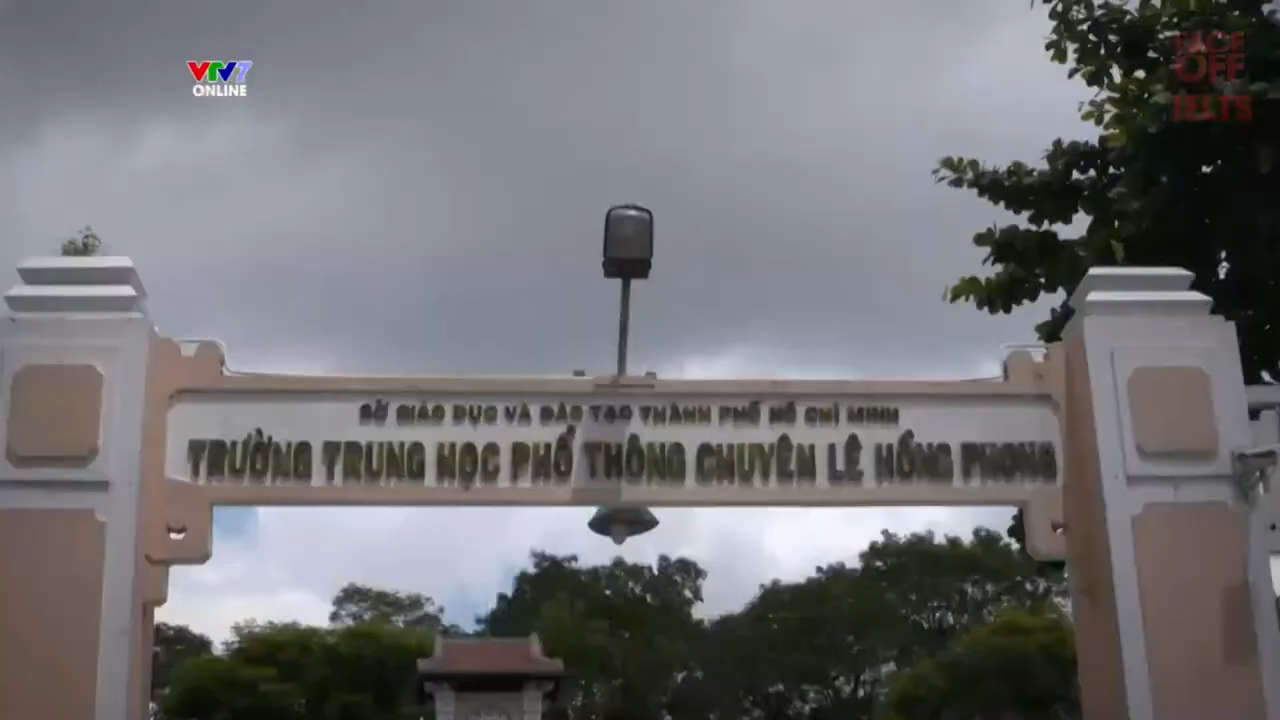 VTV7
ONLINE
FACE
OFF
IELTS
SỞ GIÁO DỤC VÀ ĐÀO TẠO THÀNH PHỐ HỒ CHÍ MINH
TRƯỜNG TRUNG HỌC PHỔ THÔNG CHUYÊN LÊ HỒNG PHONG